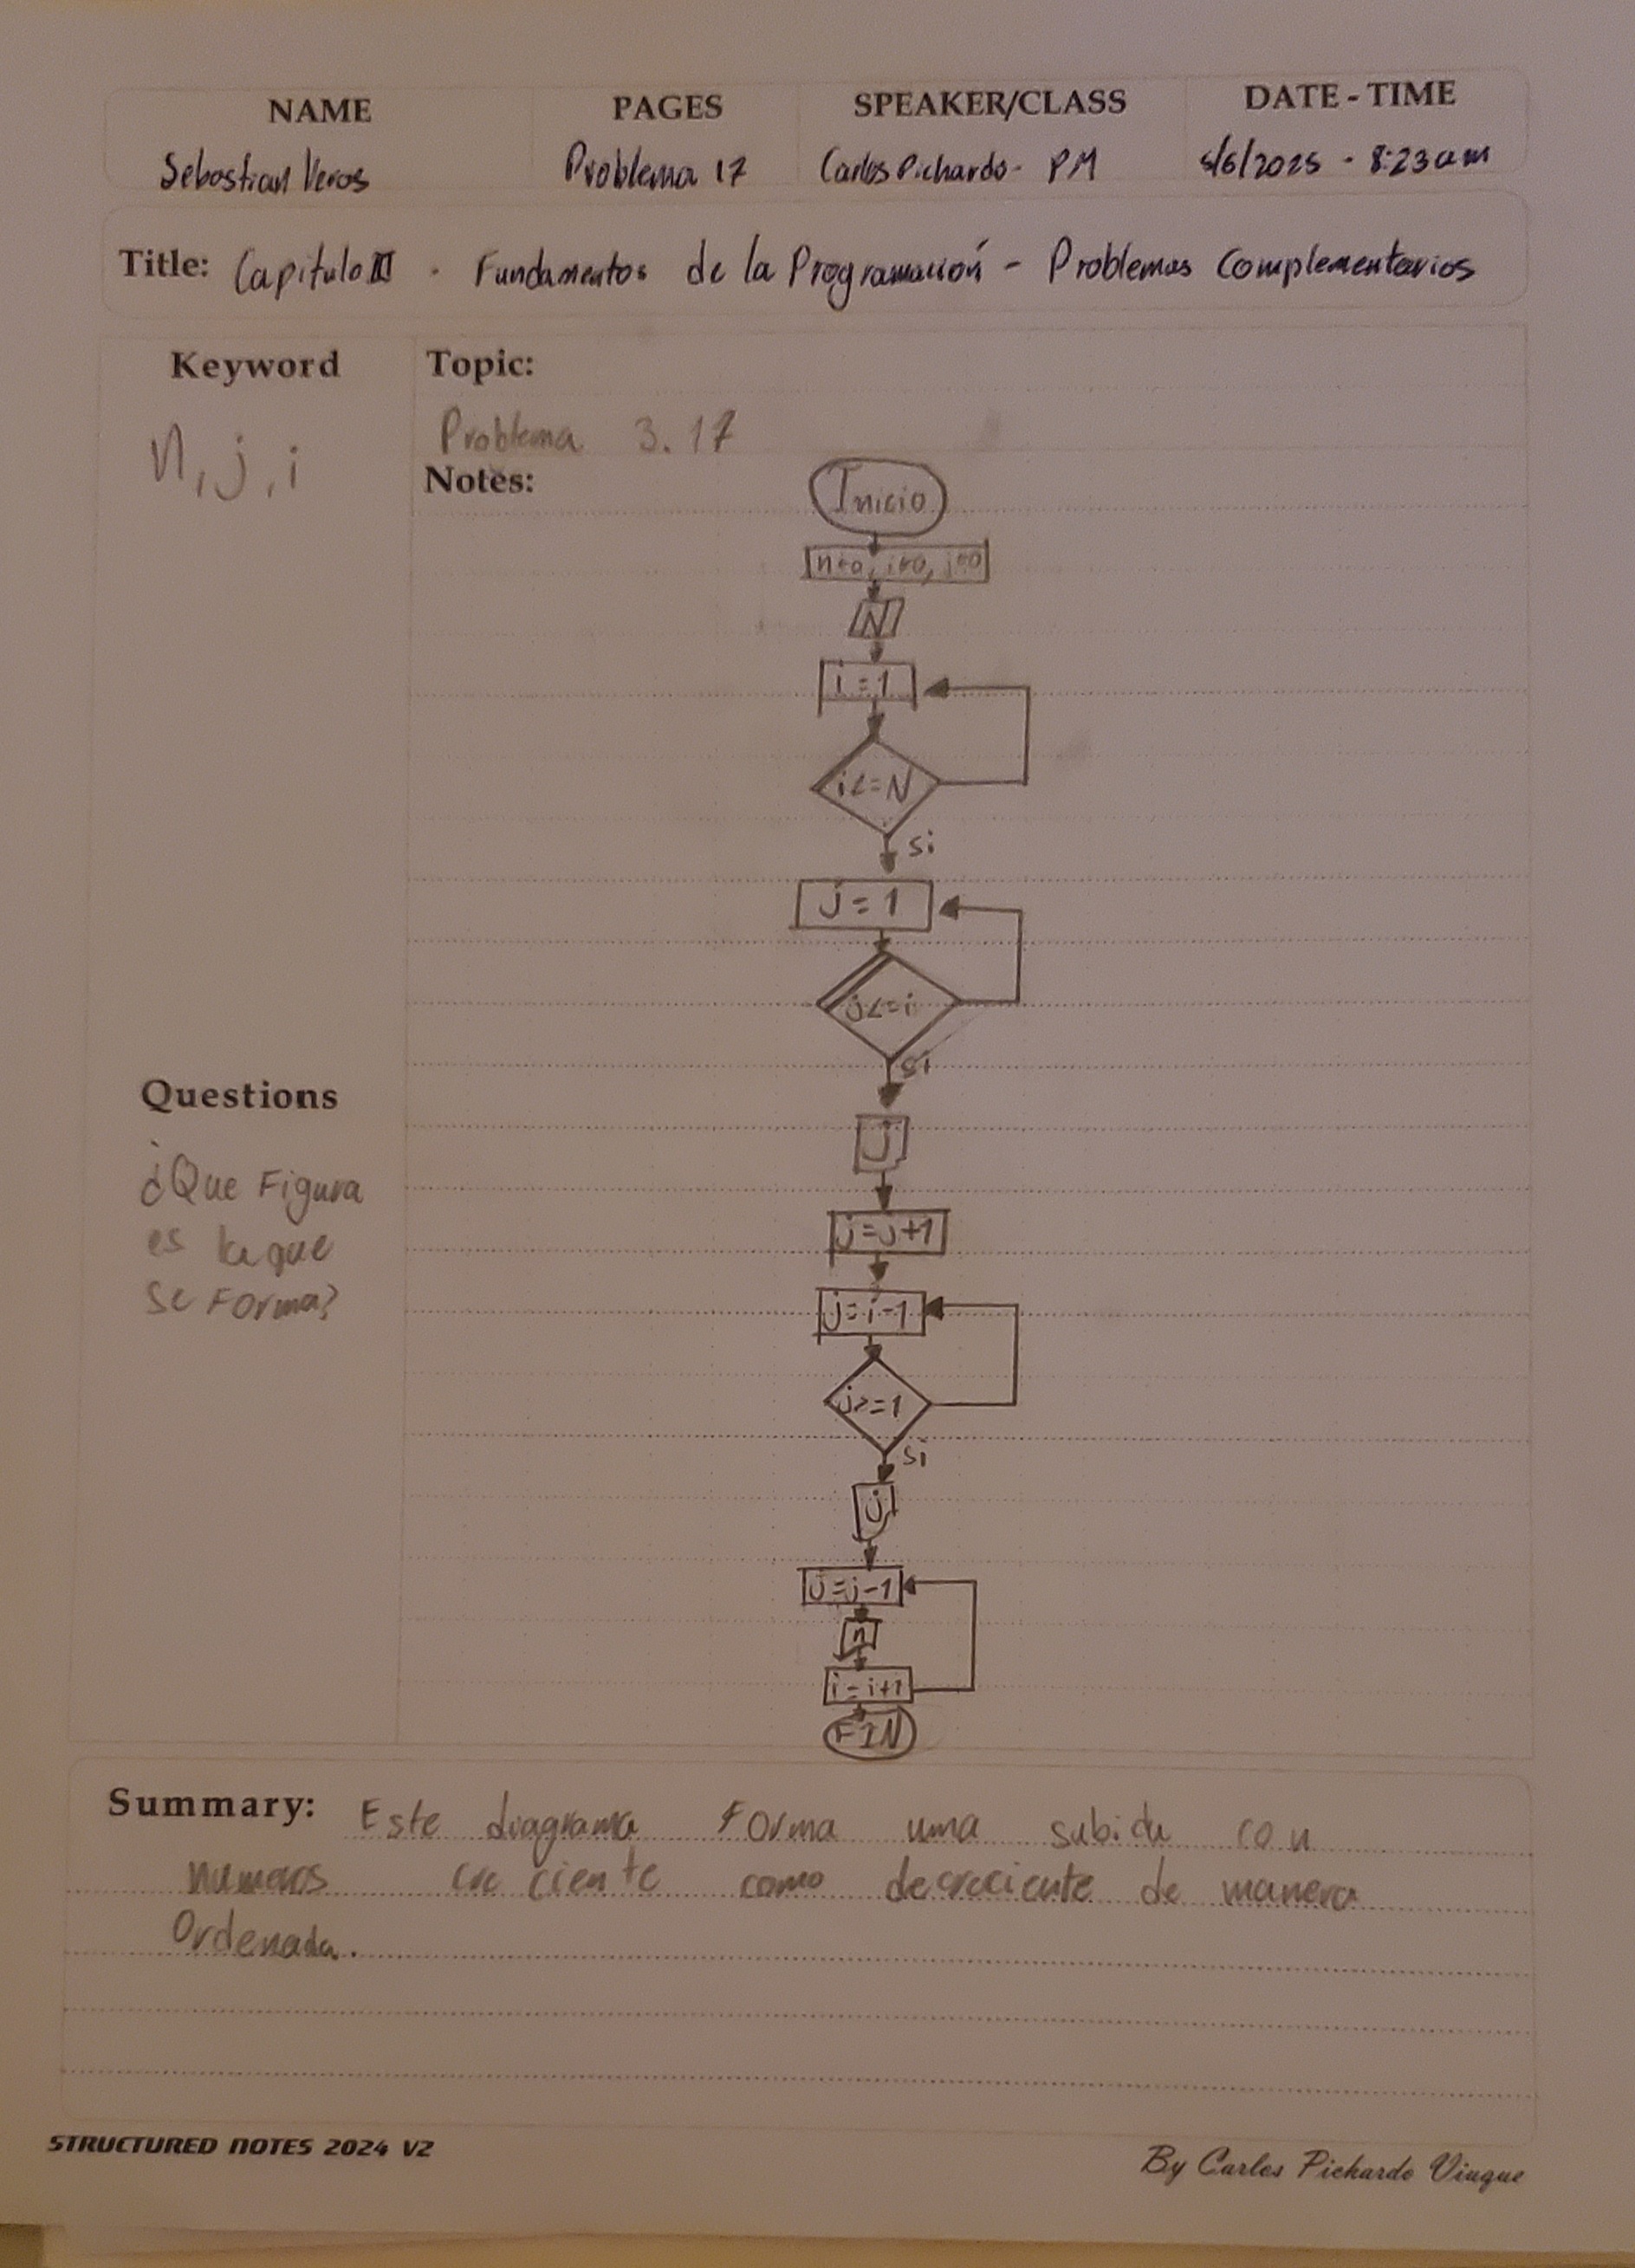 NAME PAGES SPEAKER/CLASS DATE - TIME
Sebastian Veras Problema 17 Carlos Pichardo - PM 5/6/2025 - 8:23am
Title: Capitulo III . Fundamentos de la Programación - Problemas Complementarios
Keyword
n, j, i
Topic:
Problema 3.17
Notes:
Inicio
n←0, i←0, j←0
N
i = 1
i<=N
si
j = 1
j<=i
si
j
j=j+1
j=i-1
j>=1
si
j
j=j-1
n
i=i+1
FIN
Questions
¿Que Figura
es la que
se Forma?
Summary: Este diagrama Forma una subida con
numeros creciente como decreciente de manera
Ordenada.
STRUCTURED NOTES 2024 V2
By Carlos Pichardo Viuque